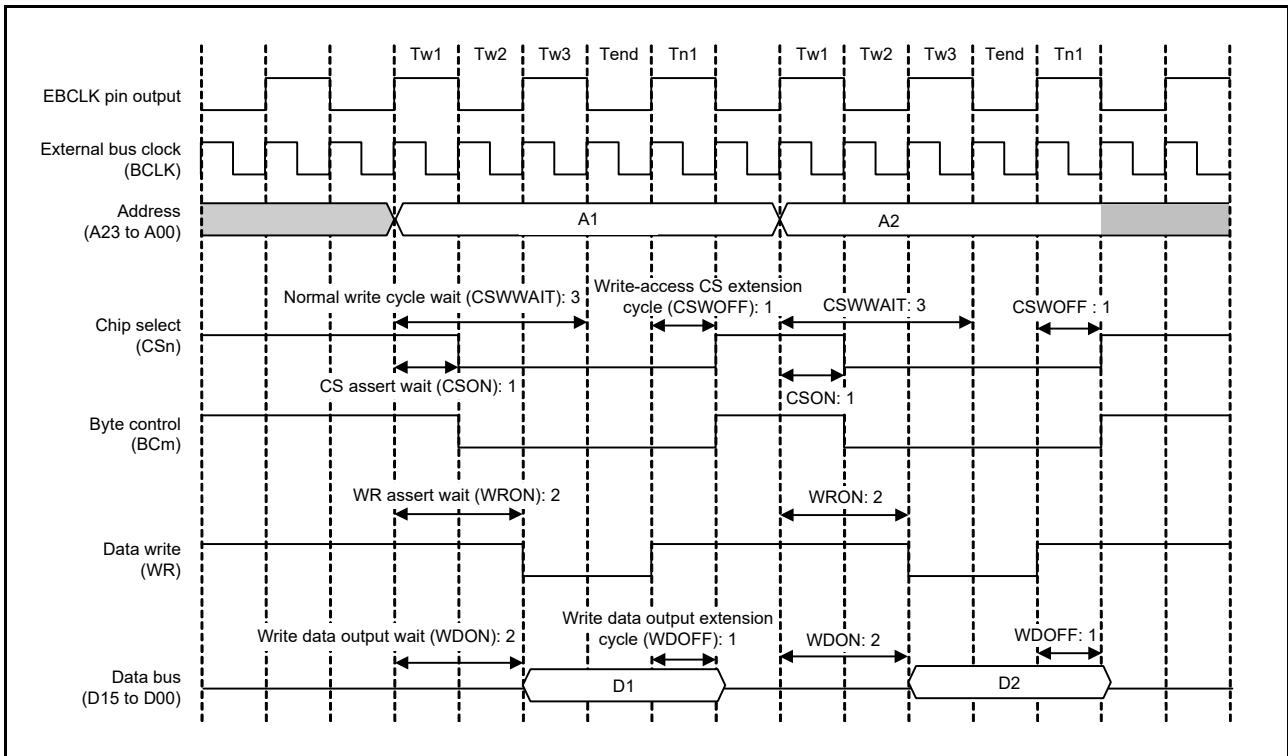 Tw1 Tw2 Tw3 Tend Tn1 Tw1 Tw2 Tw3 Tend Tn1
EBCLK pin output
External bus clock
(BCLK)
Address
(A23 to A00)
A1 A2
Normal write cycle wait (CSWWAIT): 3
Write-access CS extension
cycle (CSWOFF): 1
CSWWAIT: 3
CSWOFF : 1
Chip select
(CSn)
CS assert wait (CSON): 1
CSON: 1
Byte control
(BCm)
WR assert wait (WRON): 2
WRON: 2
Data write
(WR)
Write data output wait (WDON): 2
Write data output extension
cycle (WDOFF): 1
WDON: 2
WDOFF: 1
Data bus
(D15 to D00)
D1 D2